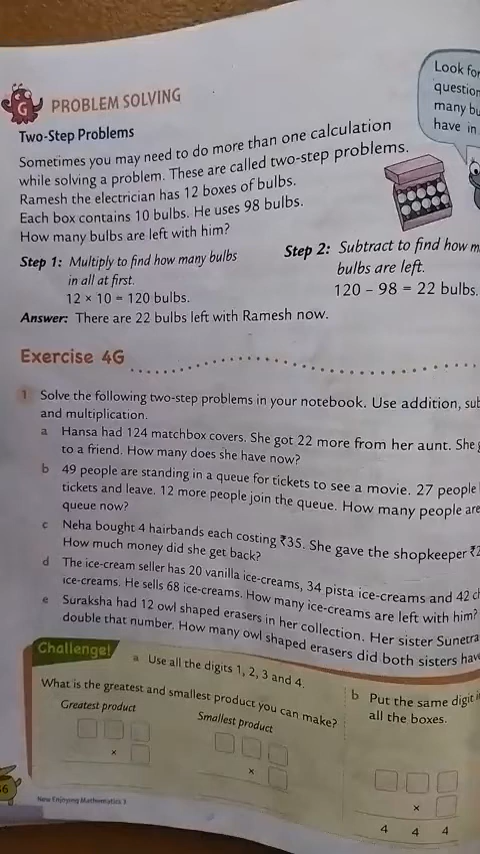 G PROBLEM SOLVING
Look for
question
many bu
have in
Two-Step Problems
Sometimes you may need to do more than one calculation
while solving a problem. These are called two-step problems.
Ramesh the electrician has 12 boxes of bulbs.
Each box contains 10 bulbs. He uses 98 bulbs.
How many bulbs are left with him?
Step 1: Multiply to find how many bulbs
in all at first.
12 × 10 = 120 bulbs.
Step 2: Subtract to find how m
bulbs are left.
120 – 98 = 22 bulbs.
Answer: There are 22 bulbs left with Ramesh now.
Exercise 4G
1 Solve the following two-step problems in your notebook. Use addition, sub
and multiplication.
a Hansa had 124 matchbox covers. She got 22 more from her aunt. She g
to a friend. How many does she have now?
b 49 people are standing in a queue for tickets to see a movie. 27 people
tickets and leave. 12 more people join the queue. How many people are
queue now?
c Neha bought 4 hairbands each costing ₹35. She gave the shopkeeper ₹2
How much money did she get back?
d The ice-cream seller has 20 vanilla ice-creams, 34 pista ice-creams and 42 ch
ice-creams. He sells 68 ice-creams. How many ice-creams are left with him?
e Suraksha had 12 owl shaped erasers in her collection. Her sister Sunetra
double that number. How many owl shaped erasers did both sisters have
Challenge!
a Use all the digits 1, 2, 3 and 4.
What is the greatest and smallest product you can make?
Greatest product
Smallest product
×
×
b Put the same digit i
all the boxes.
×
4 4 4
6
New Enjoying Mathematics 3